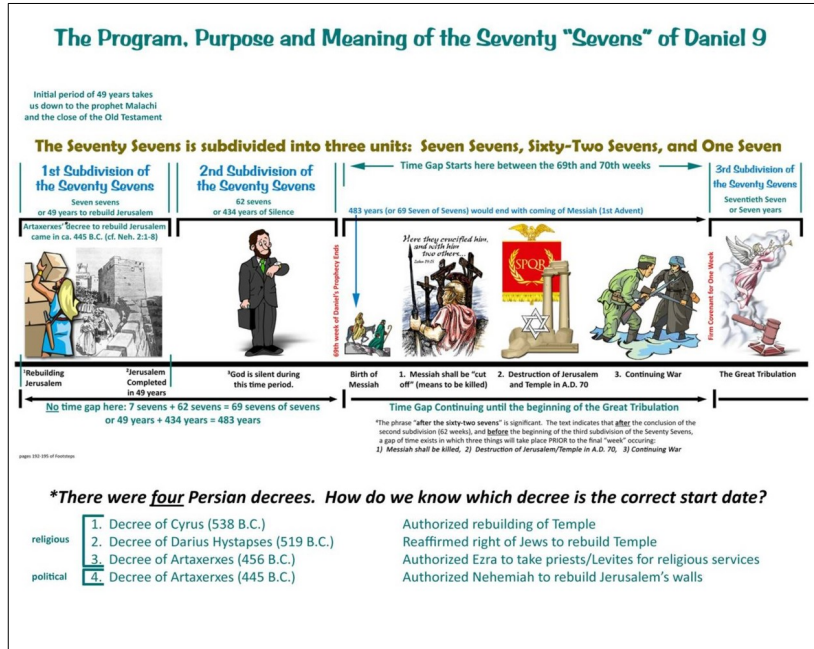 The Program, Purpose and Meaning of the Seventy "Sevens" of Daniel 9
Initial period of 49 years takes
us down to the prophet Malachi
and the close of the Old Testament
The Seventy Sevens is subdivided into three units: Seven Sevens, Sixty-Two Sevens, and One Seven
1st Subdivision of
the Seventy Sevens
Seven sevens
or 49 years to rebuild Jerusalem
Artaxerxes' decree to rebuild Jerusalem
came in ca. 445 B.C. (cf. Neh. 2:1-8)
2nd Subdivision of
the Seventy Sevens
62 sevens
or 434 years of Silence
Time Gap Starts here between the 69th and 70th weeks
483 years (or 69 Seven of Sevens) would end with coming of Messiah (1st Advent)
3rd Subdivision of
the Seventy Sevens
Seventieth Seven
or Seven years
69th week of Daniel's Prophecy Ends
Here they crucified him,
and with him
two others...
SPQR
Firm Covenant for One Week
¹Rebuilding
Jerusalem
²Jerusalem
Completed
in 49 years
³God is silent during
this time period.
Birth of
Messiah
1. Messiah shall be "cut
off" (means to be killed)
2. Destruction of Jerusalem
and Temple in A.D. 70
3. Continuing War
The Great Tribulation
No time gap here: 7 sevens + 62 sevens = 69 sevens of sevens
or 49 years + 434 years = 483 years
Time Gap Continuing until the beginning of the Great Tribulation
⁴The phrase "after the sixty-two sevens" is significant. The text indicates that after the conclusion of the
second subdivision (62 weeks), and before the beginning of the third subdivision of the Seventy Sevens,
a gap of time exists in which three things will take place PRIOR to the final "week" occuring:
1) Messiah shall be killed, 2) Destruction of Jerusalem/Temple in A.D. 70, 3) Continuing War
pages 192-195 of Footsteps
*There were four Persian decrees. How do we know which decree is the correct start date?
religious
1. Decree of Cyrus (538 B.C.) Authorized rebuilding of Temple
2. Decree of Darius Hystapses (519 B.C.) Reaffirmed right of Jews to rebuild Temple
3. Decree of Artaxerxes (456 B.C.) Authorized Ezra to take priests/Levites for religious services
political
4. Decree of Artaxerxes (445 B.C.) Authorized Nehemiah to rebuild Jerusalem's walls